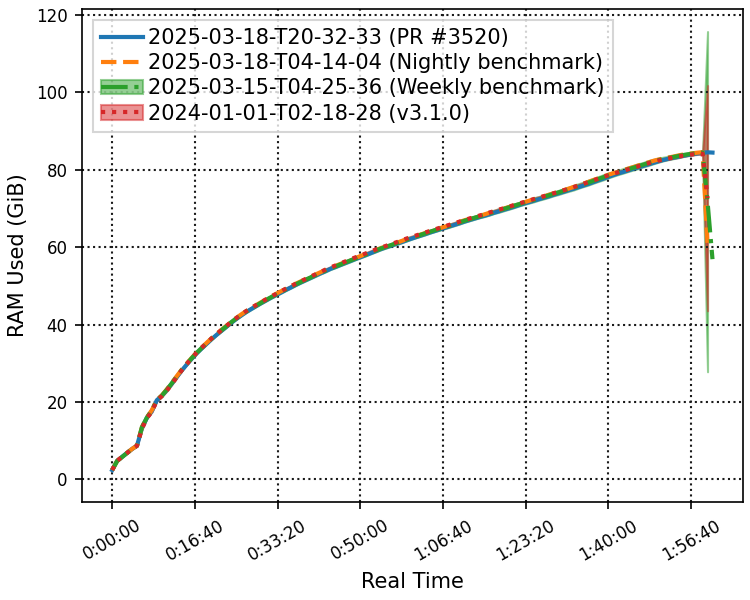 120
100
80
60
40
20
0
RAM Used (GiB)
2025-03-18-T20-32-33 (PR #3520)
2025-03-18-T04-14-04 (Nightly benchmark)
2025-03-15-T04-25-36 (Weekly benchmark)
2024-01-01-T02-18-28 (v3.1.0)
0:00:00
0:16:40
0:33:20
0:50:00
1:06:40
1:23:20
1:40:00
1:56:40
Real Time